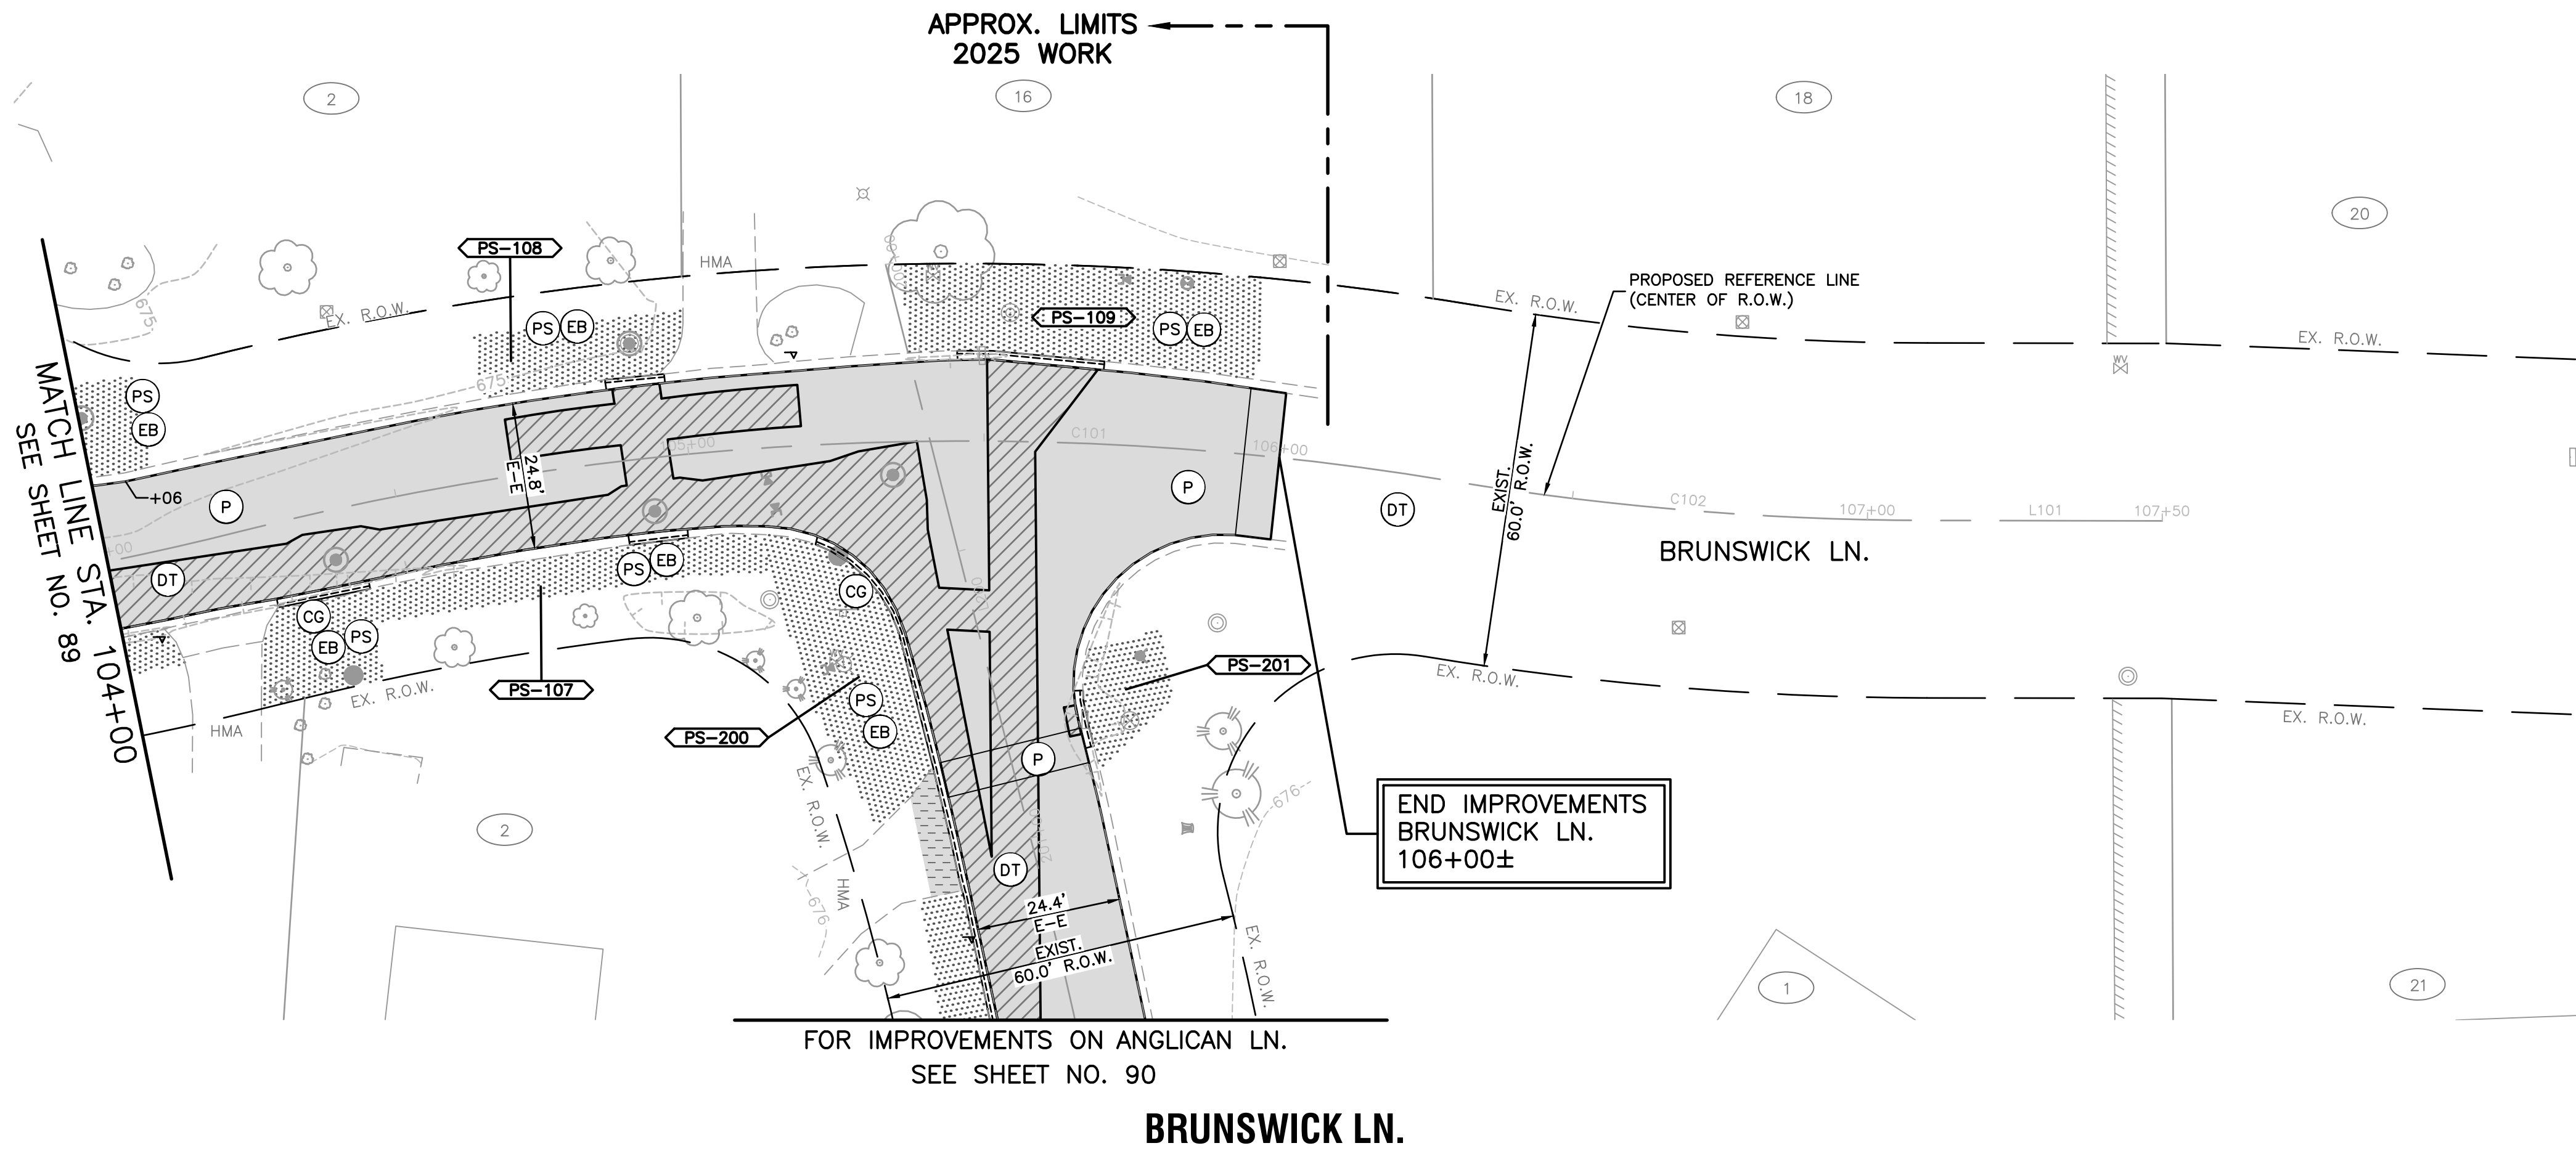 APPROX. LIMITS
2025 WORK
2
16
18
20
PS-108
HMA
675
EX. R.O.W.
PS
EB
PS-109
PS
EB
EX. R.O.W.
PROPOSED REFERENCE LINE
(CENTER OF R.O.W.)
EX. R.O.W.
WV
MATCH LINE STA. 104+00
SEE SHEET NO. 89
PS
EB
675
+06
P
24.8'
E-E
105+00
C101
106+00
P
DT
EXIST.
60.0' R.O.W.
C102
107+00
L101
107+50
BRUNSWICK LN.
+00
DT
CG
EB
PS
PS
EB
CG
PS-107
EX. R.O.W.
HMA
PS-200
PS
EB
PS-201
EX. R.O.W.
EX. R.O.W.
P
EX. R.O.W.
HMA
676
676
2
DT
24.4'
E-E
EXIST.
60.0' R.O.W.
EX. R.O.W.
END IMPROVEMENTS
BRUNSWICK LN.
106+00±
1
21
FOR IMPROVEMENTS ON ANGLICAN LN.
SEE SHEET NO. 90
BRUNSWICK LN.